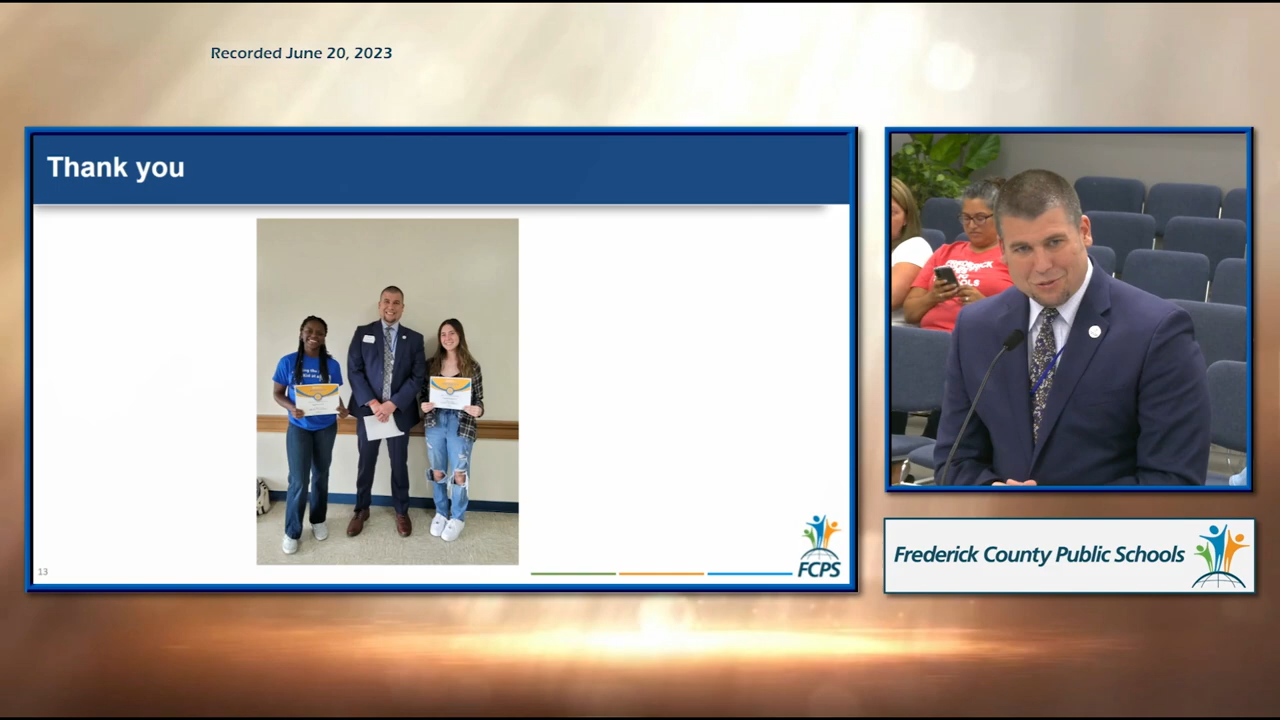 Recorded June 20, 2023
Thank you
13
FCPS
Frederick County Public Schools